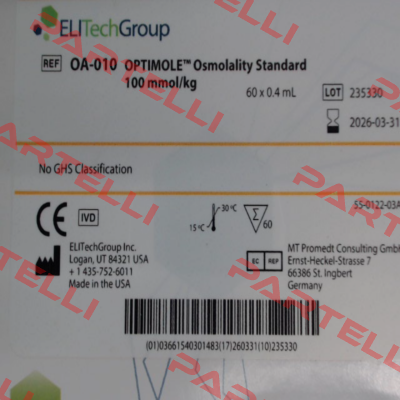 ELITechGroup
REF OA-010 OPTIMOLE™ Osmolality Standard
100 mmol/kg
60 x 0.4 mL
LOT 235330
2026-03-31
No GHS Classification
55-0122-03A
CE IVD
15 °C 30 °C
Σ 60
ELITechGroup Inc.
Logan, UT 84321 USA
+ 1 435-752-6011
Made in the USA
EC REP
MT Promedt Consulting GmbH
Ernst-Heckel-Strasse 7
66386 St. Ingbert
Germany
(01)03661540301483(17)260331(10)235330
PARTELLI
PARTELLI
PARTELLI
PARTELLI